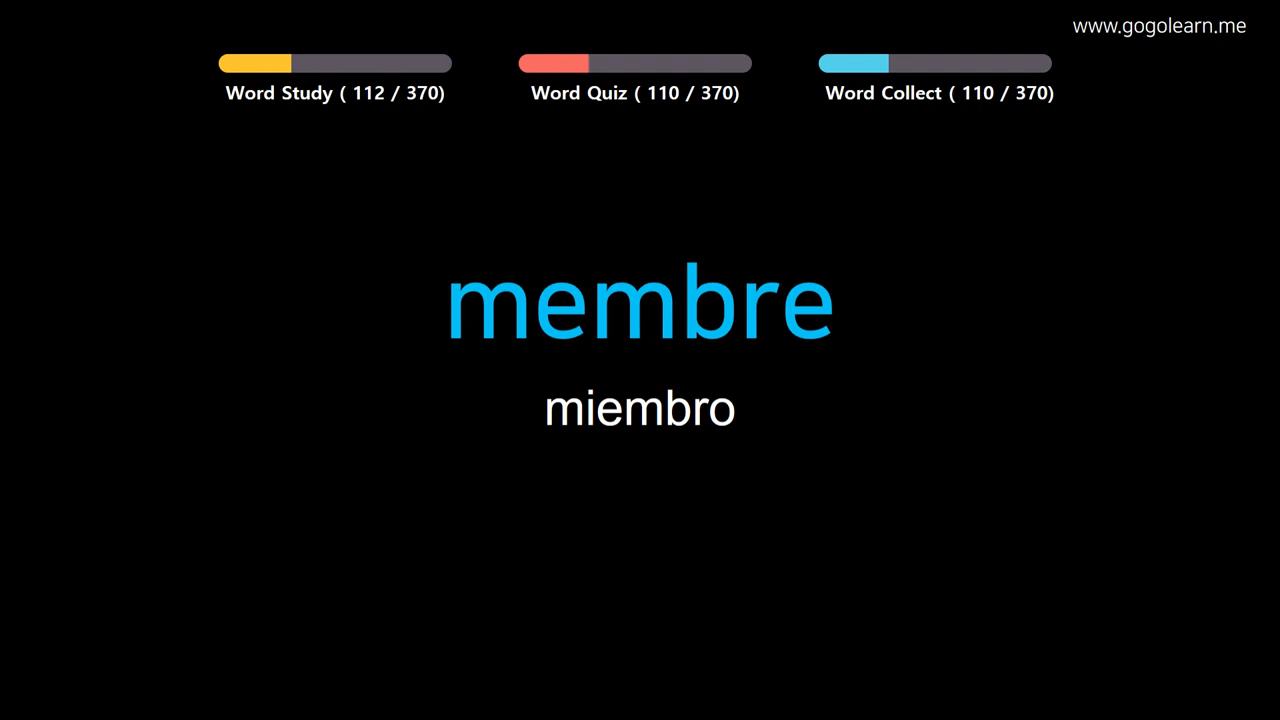 www.gogolearn.me
Word Study ( 112 / 370)
Word Quiz ( 110 / 370)
Word Collect ( 110 / 370)
membre
miembro